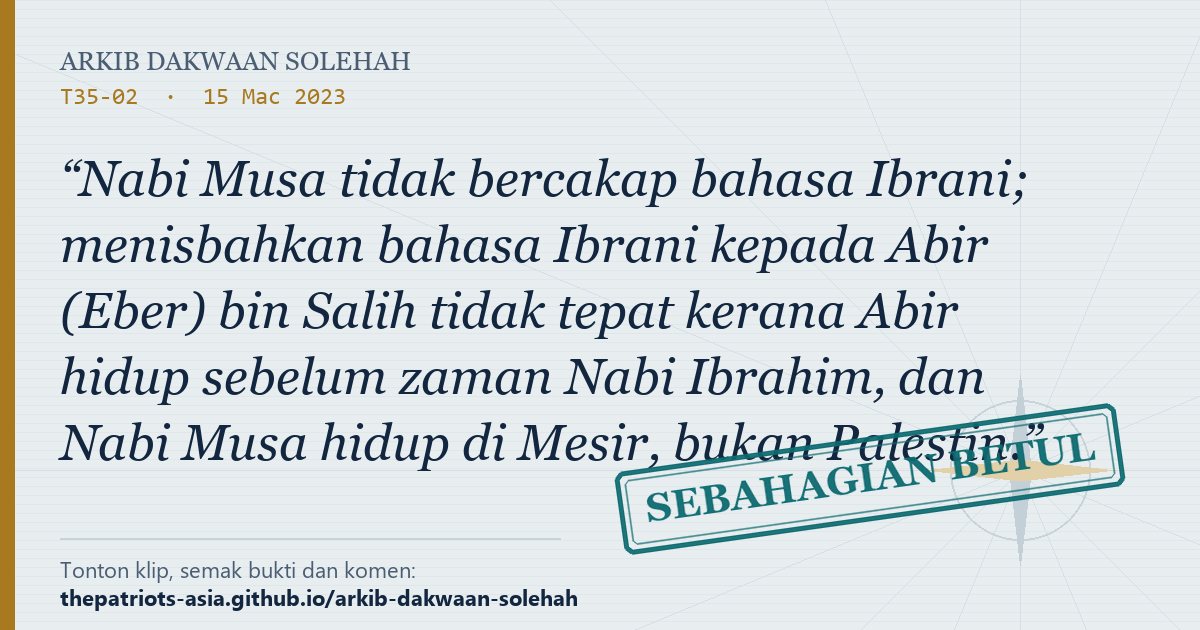 ARKIB DAKWAAN SOLEHAH
T35-02 · 15 Mac 2023
“Nabi Musa tidak bercakap bahasa Ibrani;
menisbahkan bahasa Ibrani kepada Abir
(Eber) bin Salih tidak tepat kerana Abir
hidup sebelum zaman Nabi Ibrahim, dan
Nabi Musa hidup di Mesir, bukan Palestin.”
SEBAHAGIAN BETUL
Tonton klip, semak bukti dan komen:
thepatriots-asia.github.io/arkib-dakwaan-solehah